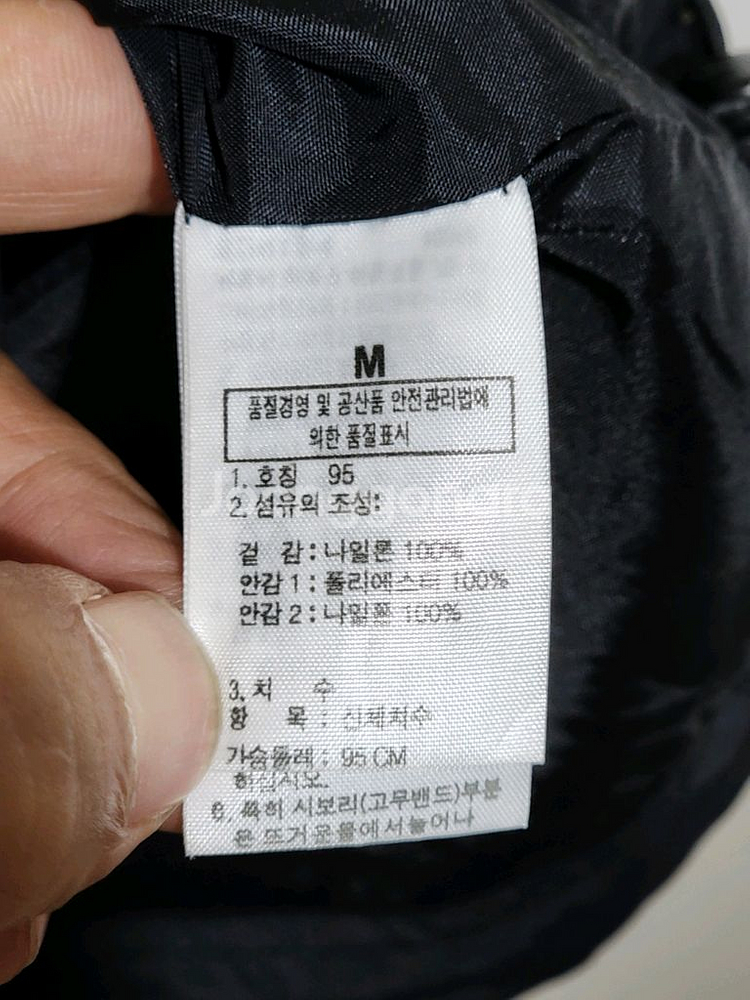 M
품질경영 및 공산품 안전관리법에
의한 품질표시
1. 호칭 95
2. 섬유의 조성:
겉 감 : 나일론 100%
안감 1 : 폴리에스터 100%
안감 2 : 나일론 100%
3. 치 수
항 목 : 신체치수
가슴둘레 : 95 CM
하십시오.
6. 특히 시보리(고무밴드)부분
은 뜨거운물에서늘어나